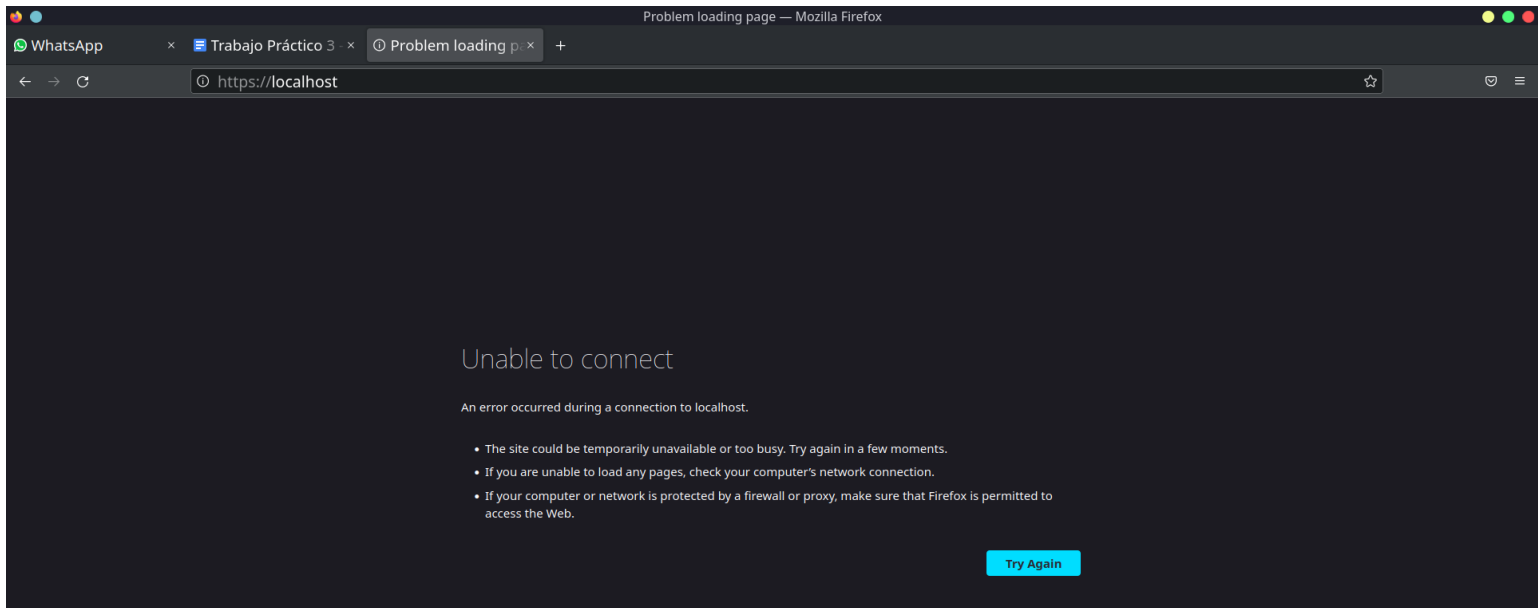 Problem loading page — Mozilla Firefox
WhatsApp
Trabajo Práctico 3 -
Problem loading pa
https://localhost
Unable to connect
An error occurred during a connection to localhost.
• The site could be temporarily unavailable or too busy. Try again in a few moments.
• If you are unable to load any pages, check your computer’s network connection.
• If your computer or network is protected by a firewall or proxy, make sure that Firefox is permitted to
access the Web.
Try Again